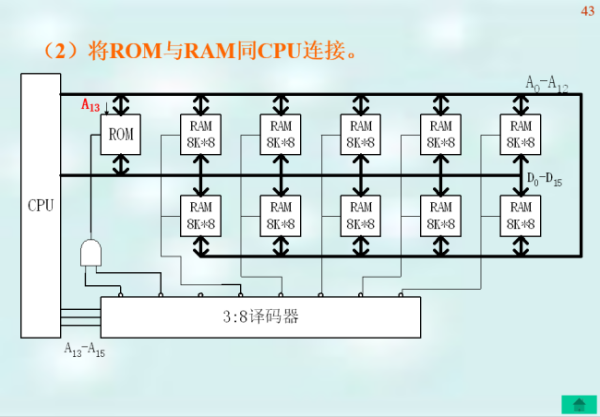 43
（2）将ROM与RAM同CPU连接。
A0-A12
A13
ROM
RAM
8K*8
RAM
8K*8
RAM
8K*8
RAM
8K*8
RAM
8K*8
D0-D15
CPU
RAM
8K*8
RAM
8K*8
RAM
8K*8
RAM
8K*8
RAM
8K*8
3:8译码器
A13-A15